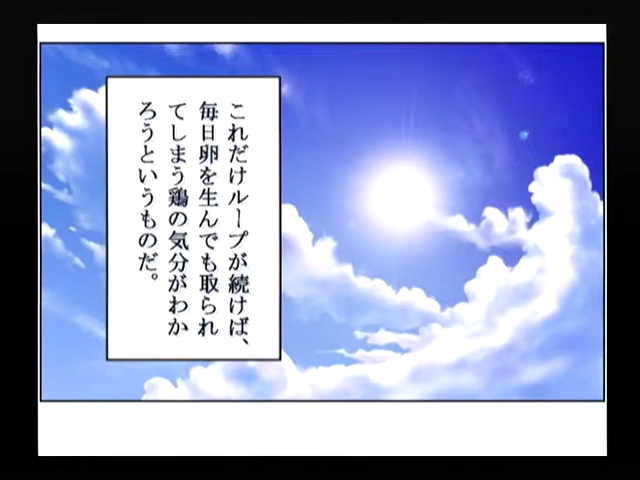 これだけループが続けば、
毎日卵を生んでも取られ
てしまう鶏の気分がわか
ろうというものだ。